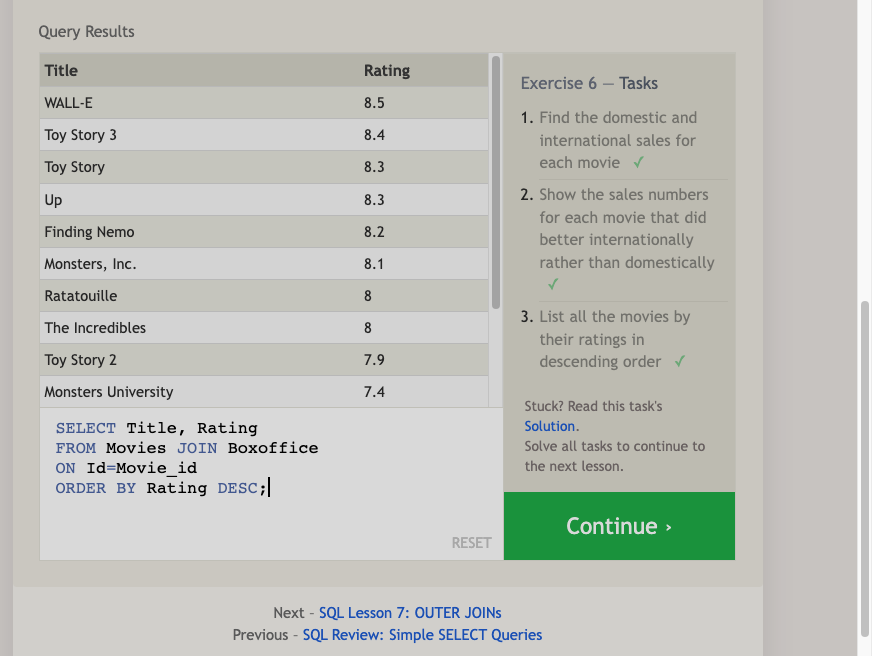 Query Results
Title Rating
WALL-E 8.5
Toy Story 3 8.4
Toy Story 8.3
Up 8.3
Finding Nemo 8.2
Monsters, Inc. 8.1
Ratatouille 8
The Incredibles 8
Toy Story 2 7.9
Monsters University 7.4
SELECT Title, Rating
FROM Movies JOIN Boxoffice
ON Id=Movie_id
ORDER BY Rating DESC;
RESET
Exercise 6 — Tasks
1. Find the domestic and
international sales for
each movie ✓
2. Show the sales numbers
for each movie that did
better internationally
rather than domestically
✓
3. List all the movies by
their ratings in
descending order ✓
Stuck? Read this task's
Solution.
Solve all tasks to continue to
the next lesson.
Continue ›
Next - SQL Lesson 7: OUTER JOINs
Previous - SQL Review: Simple SELECT Queries